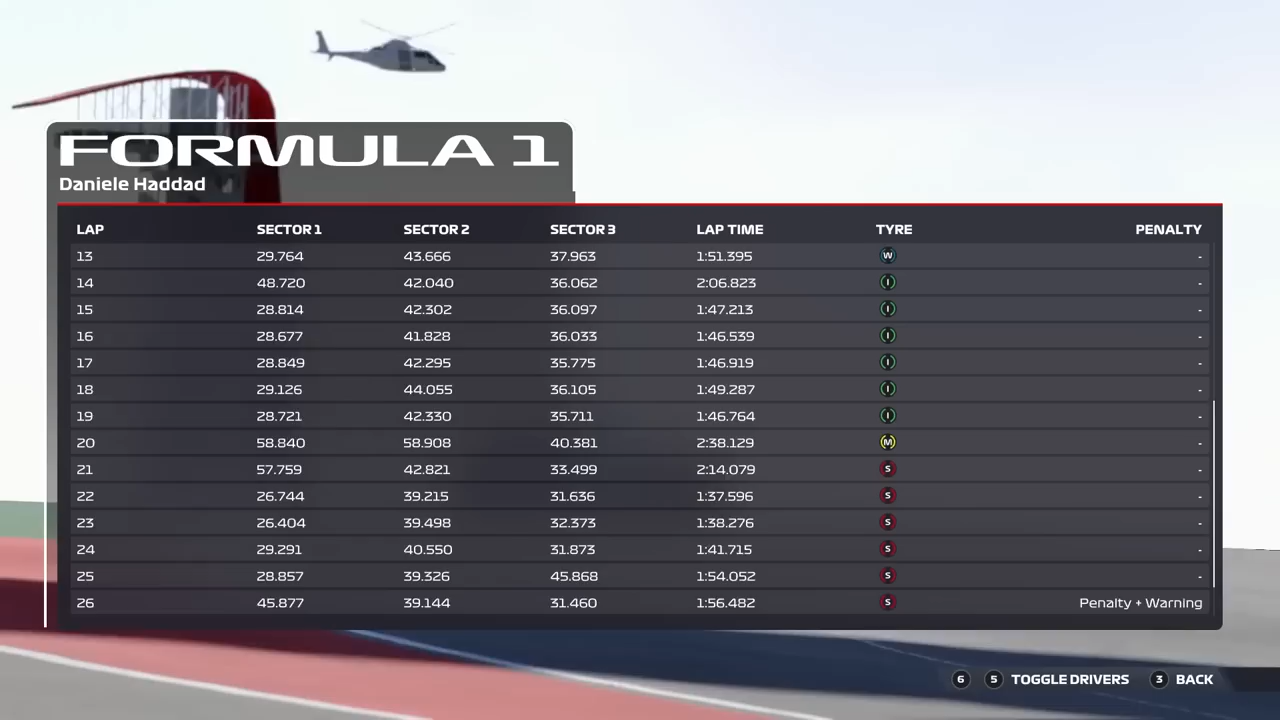 FORMULA 1
Daniele Haddad
LAP SECTOR 1 SECTOR 2 SECTOR 3 LAP TIME TYRE PENALTY
13 29.764 43.666 37.963 1:51.395 W -
14 48.720 42.040 36.062 2:06.823 I -
15 28.814 42.302 36.097 1:47.213 I -
16 28.677 41.828 36.033 1:46.539 I -
17 28.849 42.295 35.775 1:46.919 I -
18 29.126 44.055 36.105 1:49.287 I -
19 28.721 42.330 35.711 1:46.764 I -
20 58.840 58.908 40.381 2:38.129 M -
21 57.759 42.821 33.499 2:14.079 S -
22 26.744 39.215 31.636 1:37.596 S -
23 26.404 39.498 32.373 1:38.276 S -
24 29.291 40.550 31.873 1:41.715 S -
25 28.857 39.326 45.868 1:54.052 S -
26 45.877 39.144 31.460 1:56.482 S Penalty + Warning
6 5 TOGGLE DRIVERS 3 BACK